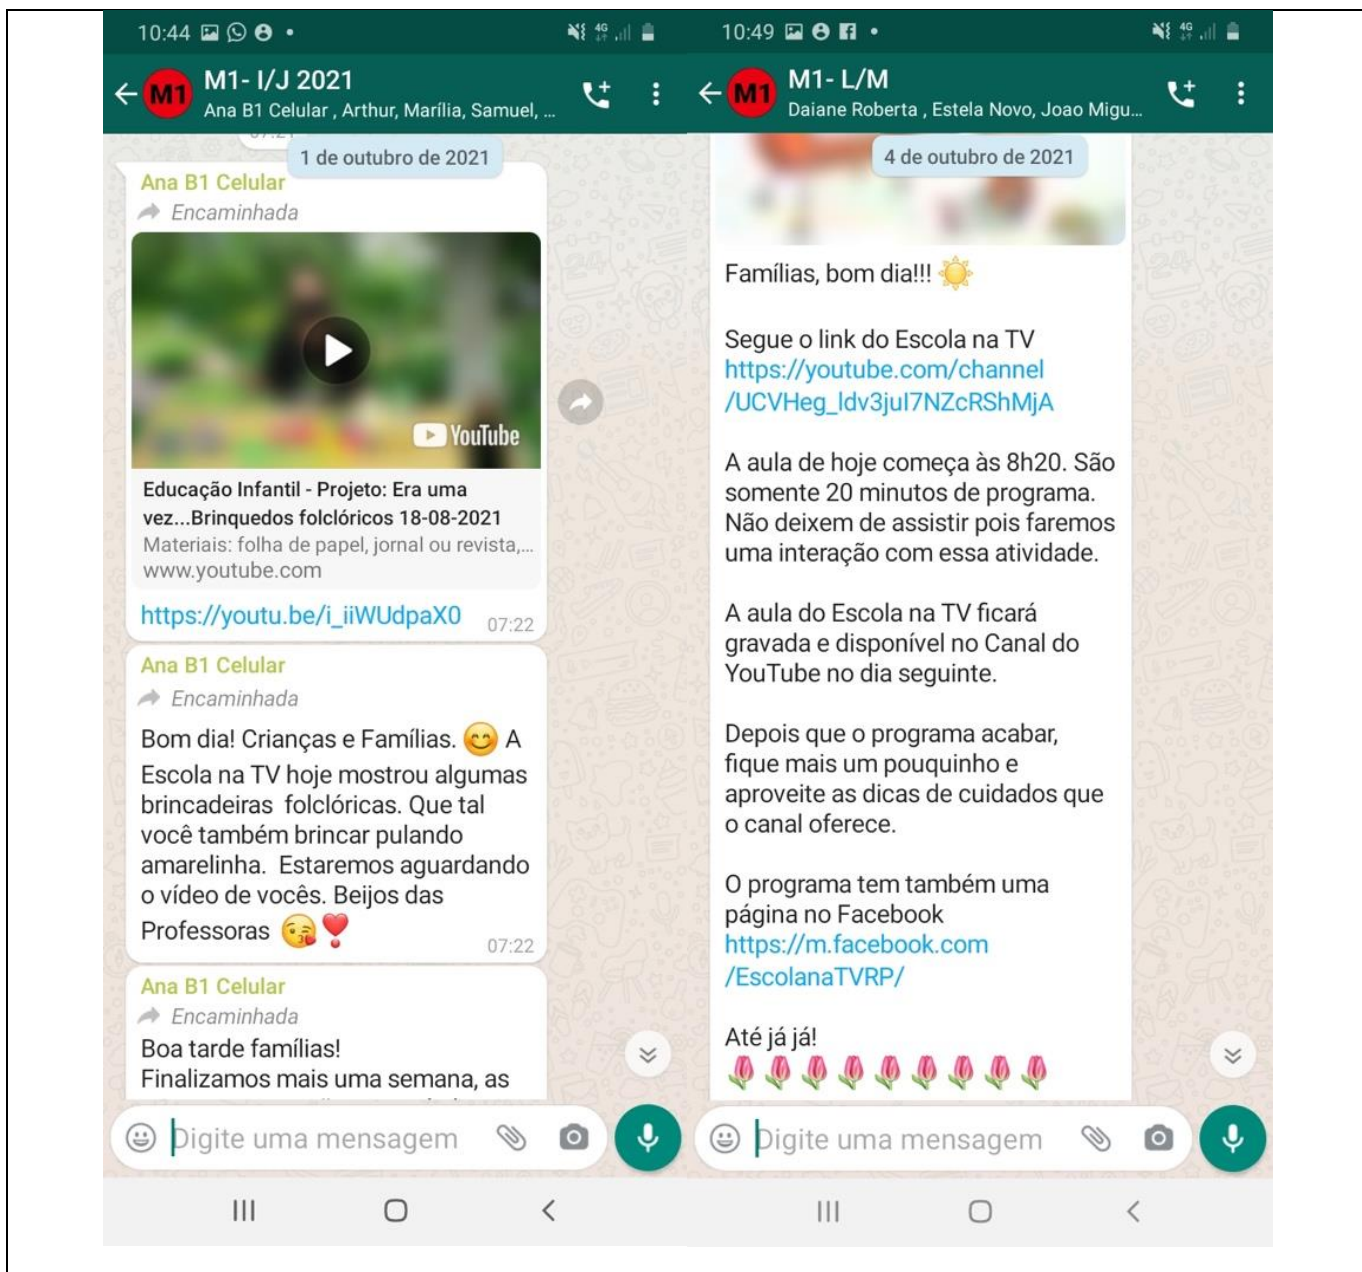 10:44
4G
M1
M1- I/J 2021
Ana B1 Celular , Arthur, Marília, Samuel, ...
1 de outubro de 2021
Ana B1 Celular
Encaminhada
YouTube
Educação Infantil - Projeto: Era uma
vez...Brinquedos folclóricos 18-08-2021
Materiais: folha de papel, jornal ou revista,...
www.youtube.com
https://youtu.be/i_iiWUdpaX0
07:22
Ana B1 Celular
Encaminhada
Bom dia! Crianças e Famílias. 😊 A
Escola na TV hoje mostrou algumas
brincadeiras  folclóricas. Que tal
você também brincar pulando
amarelinha.  Estaremos aguardando
o vídeo de vocês. Beijos das
Professoras 😘❣️
07:22
Ana B1 Celular
Encaminhada
Boa tarde famílias!
Finalizamos mais uma semana, as
Digite uma mensagem
10:49
4G
M1
M1- L/M
Daiane Roberta , Estela Novo, Joao Migu...
4 de outubro de 2021
Famílias, bom dia!!! ☀️
Segue o link do Escola na TV
https://youtube.com/channel
/UCVHeg_ldv3juI7NZcRShMjA
A aula de hoje começa às 8h20. São
somente 20 minutos de programa.
Não deixem de assistir pois faremos
uma interação com essa atividade.
A aula do Escola na TV ficará
gravada e disponível no Canal do
YouTube no dia seguinte.
Depois que o programa acabar,
fique mais um pouquinho e
aproveite as dicas de cuidados que
o canal oferece.
O programa tem também uma
página no Facebook
https://m.facebook.com
/EscolanaTVRP/
Até já já!
🌷🌷🌷🌷🌷🌷🌷🌷🌷
Digite uma mensagem